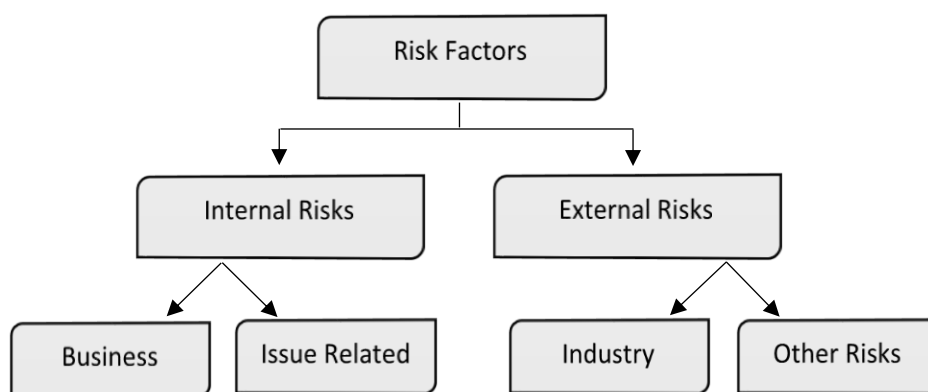 Risk Factors
Internal Risks
External Risks
Business
Issue Related
Industry
Other Risks